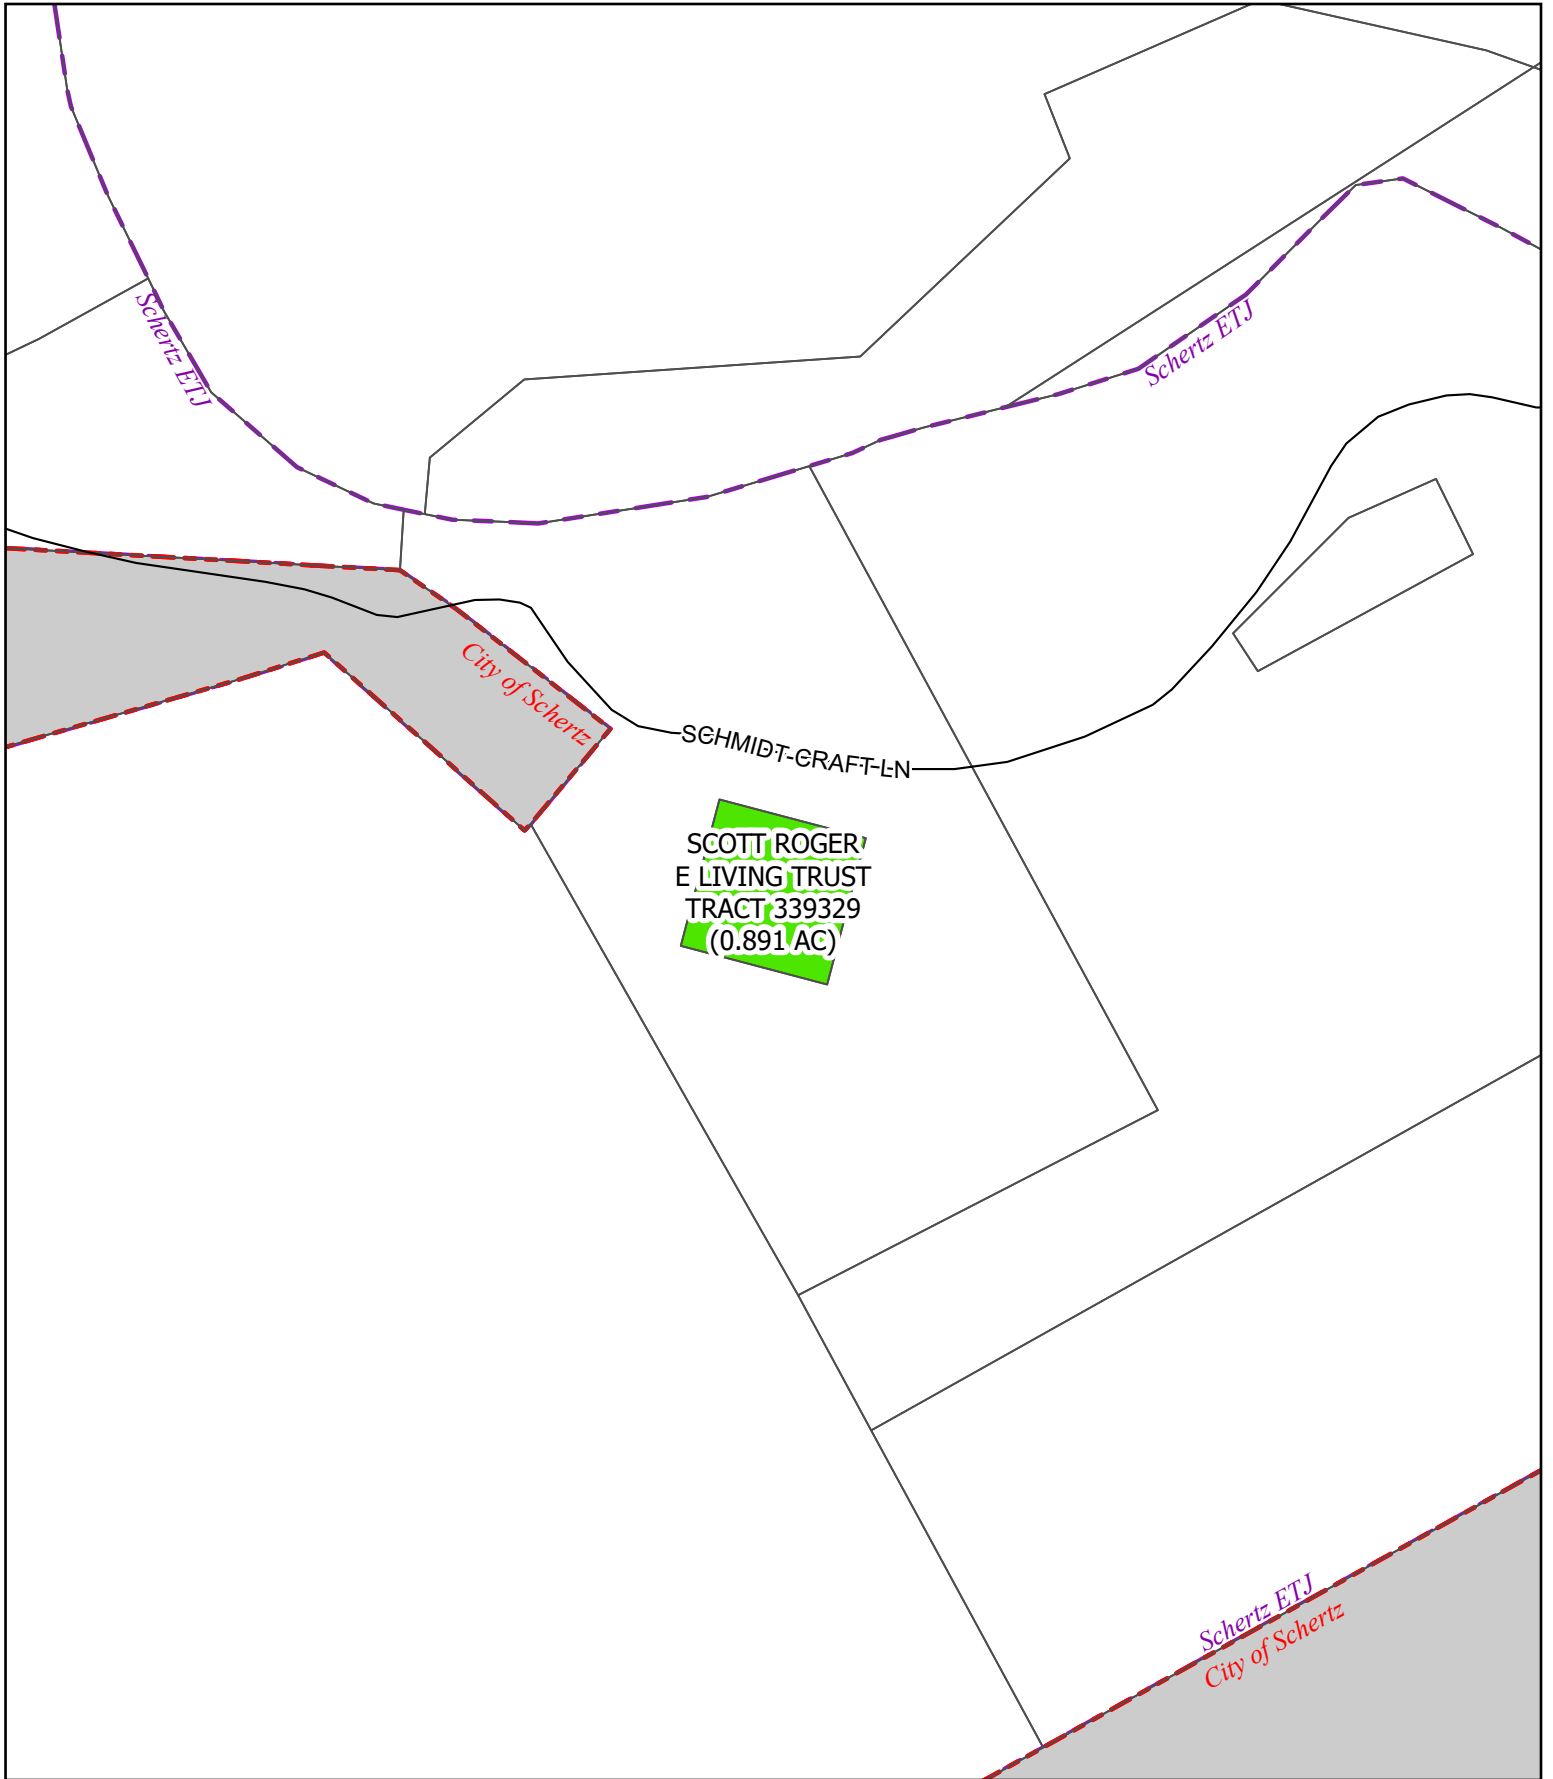 Schertz ETJ
Schertz ETJ
City of Schertz
SCHMIDT-CRAFT-LN
SCOTT ROGER
E LIVING TRUST
TRACT 339329
(0.891 AC)
Schertz ETJ
City of Schertz